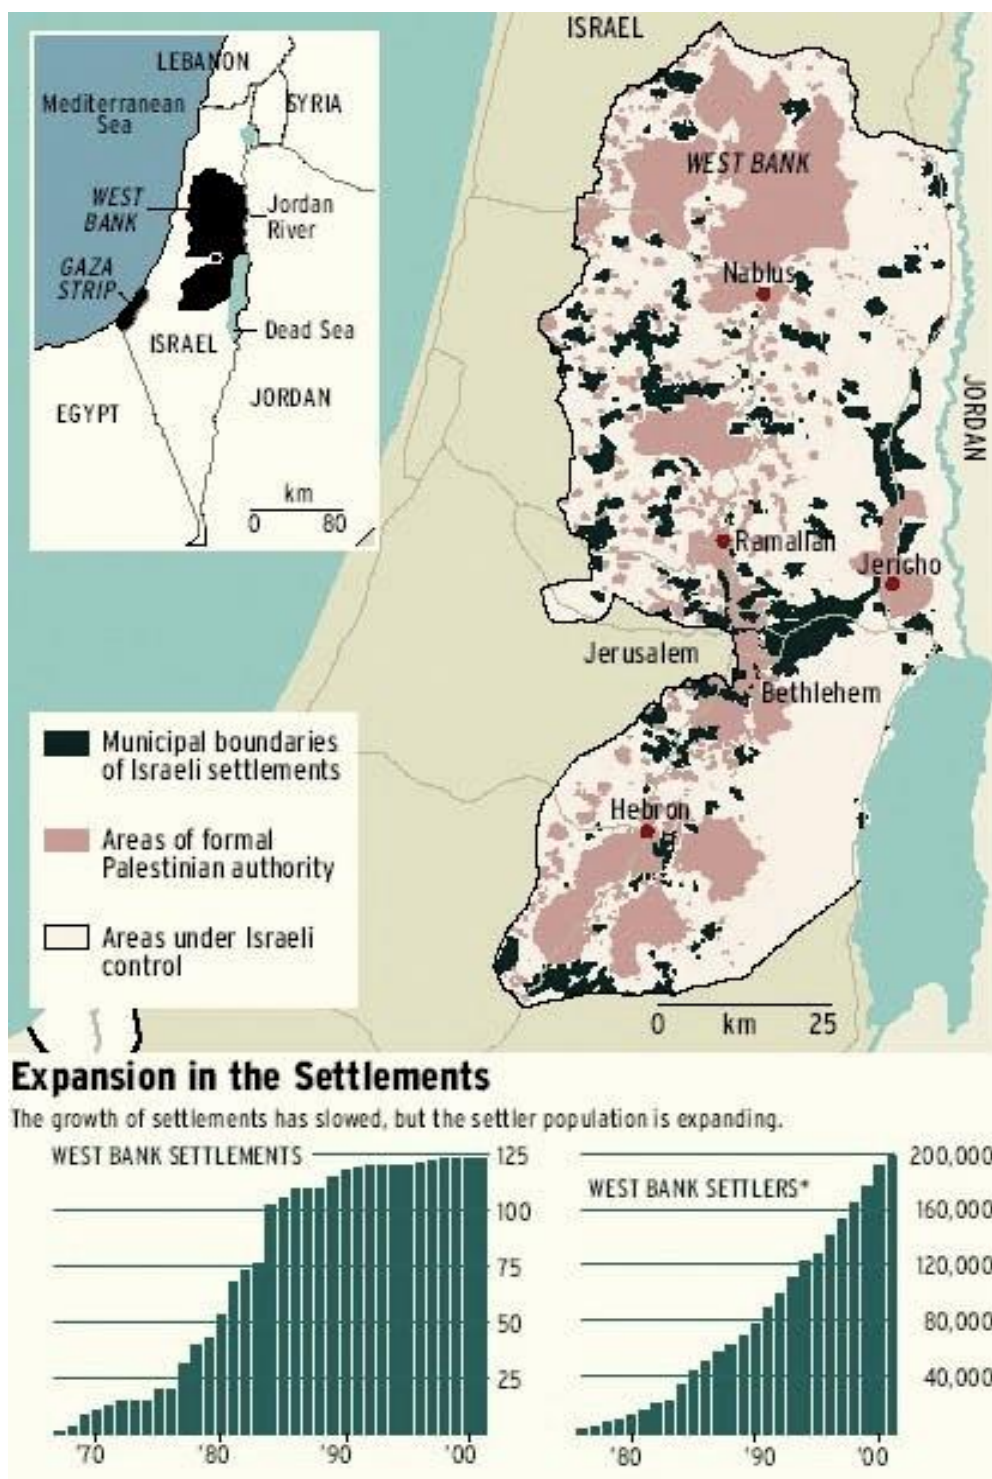 ISRAEL
LEBANON
Mediterranean
Sea
SYRIA
WEST
BANK
Jordan
River
GAZA
STRIP
ISRAEL
Dead Sea
EGYPT
JORDAN
km
0 80
WEST BANK
Nablus
JORDAN
Ramallah
Jericho
Jerusalem
Bethlehem
Hebron
Municipal boundaries
of Israeli settlements
Areas of formal
Palestinian authority
Areas under Israeli
control
0 km 25
Expansion in the Settlements
The growth of settlements has slowed, but the settler population is expanding.
WEST BANK SETTLEMENTS
125
100
75
50
25
'70 '80 '90 '00
WEST BANK SETTLERS*
200,000
160,000
120,000
80,000
40,000
'80 '90 '00